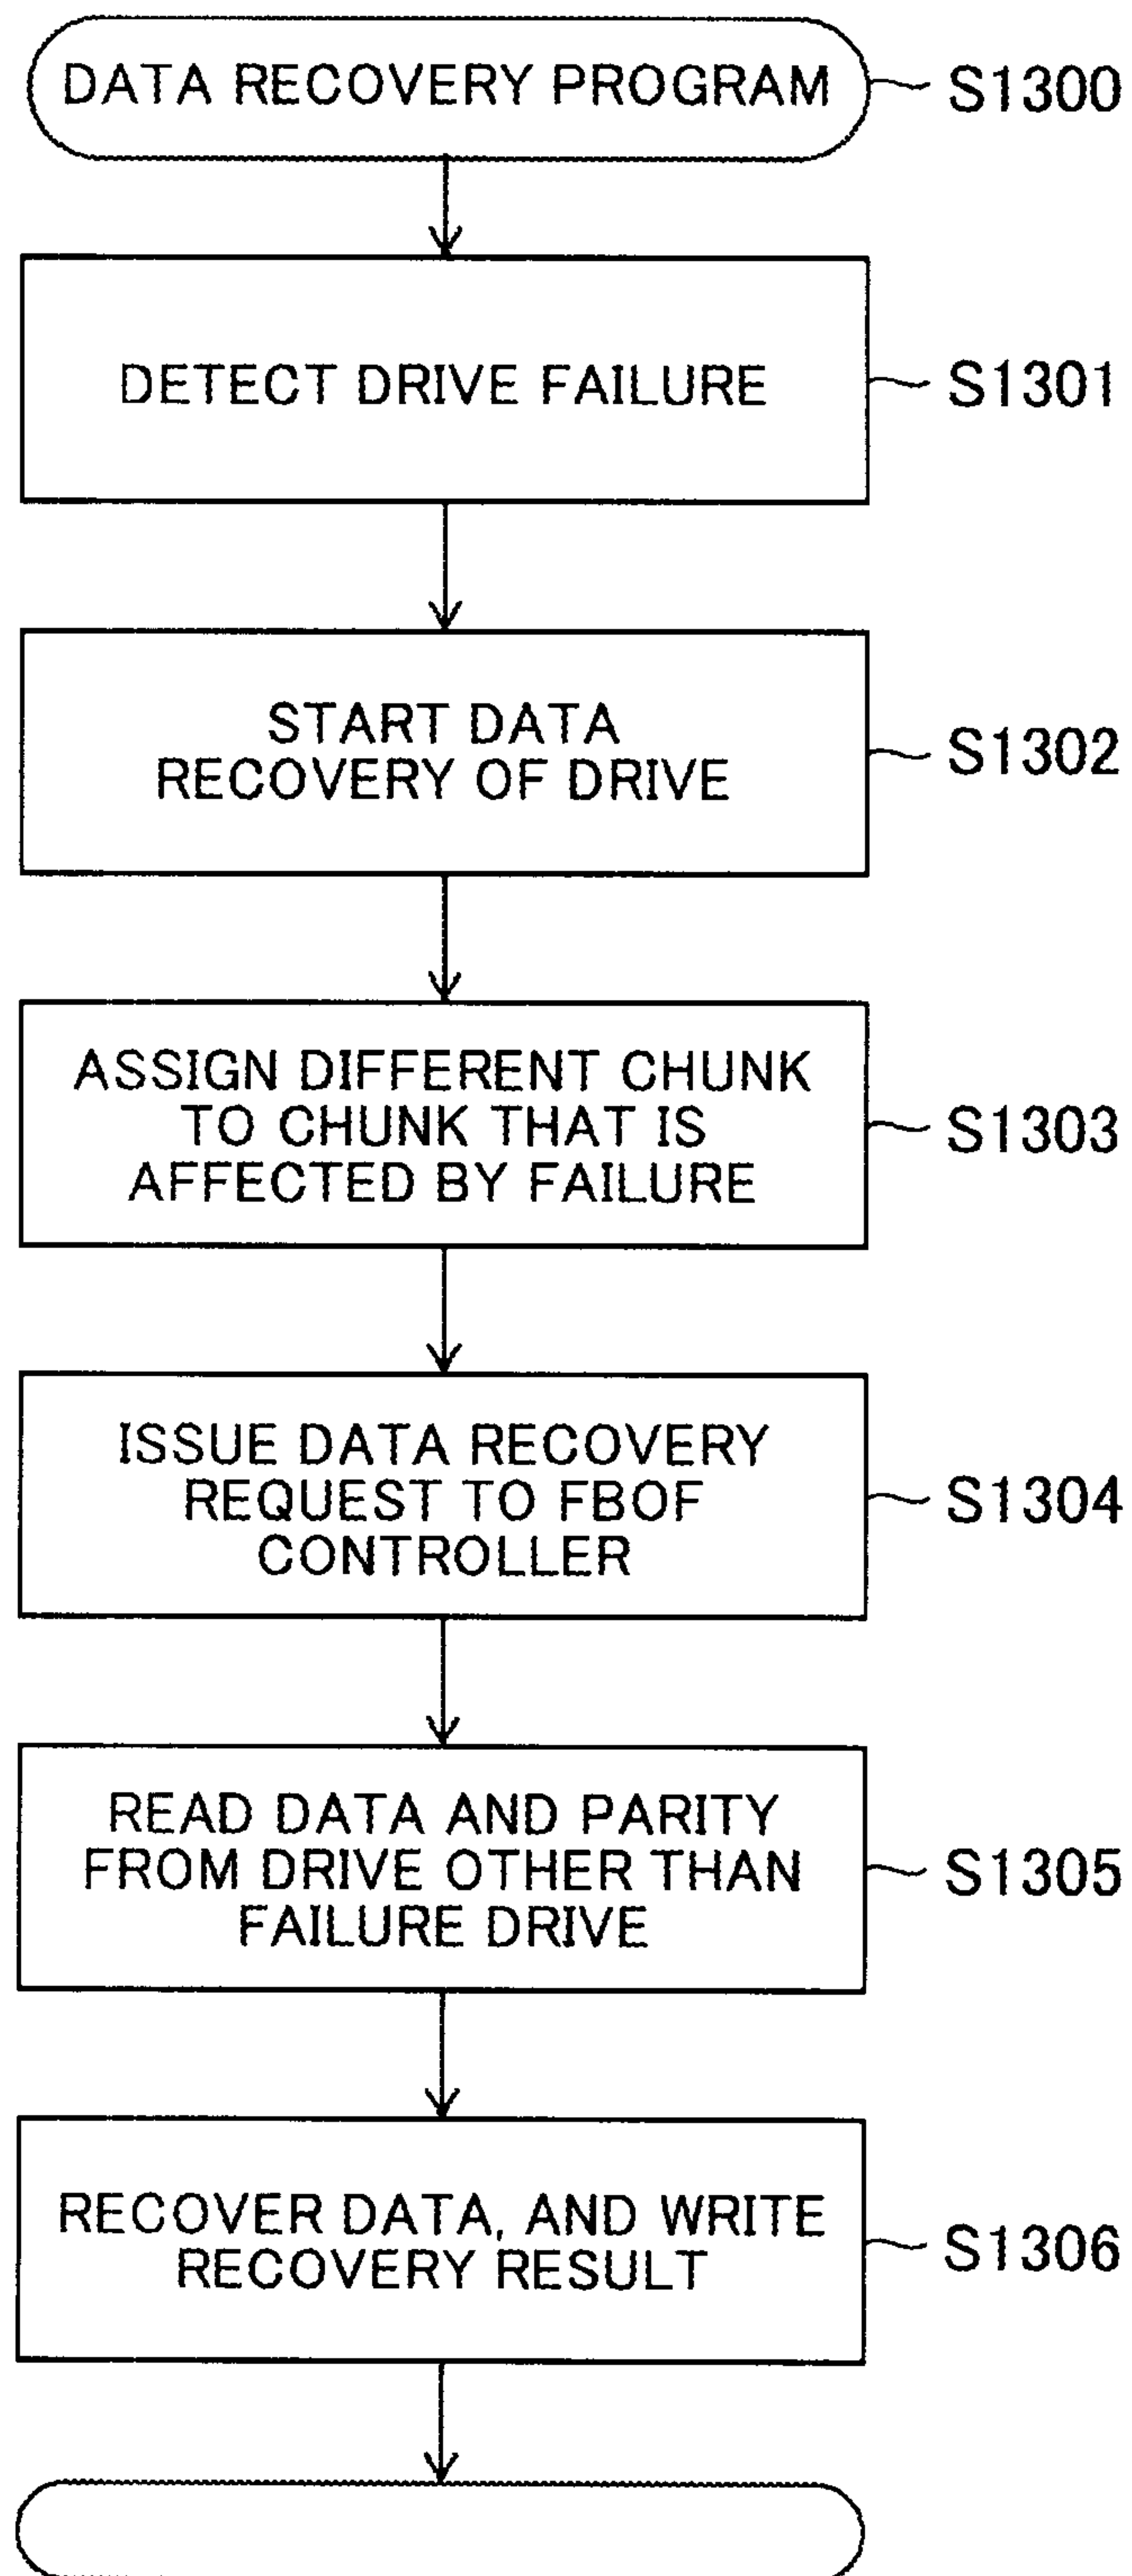 DATA RECOVERY PROGRAM S1300
DETECT DRIVE FAILURE S1301
START DATA
RECOVERY OF DRIVE S1302
ASSIGN DIFFERENT CHUNK
TO CHUNK THAT IS S1303
AFFECTED BY FAILURE
ISSUE DATA RECOVERY
REQUEST TO FBOF S1304
CONTROLLER
READ DATA AND PARITY
FROM DRIVE OTHER THAN S1305
FAILURE DRIVE
RECOVER DATA, AND WRITE
RECOVERY RESULT S1306